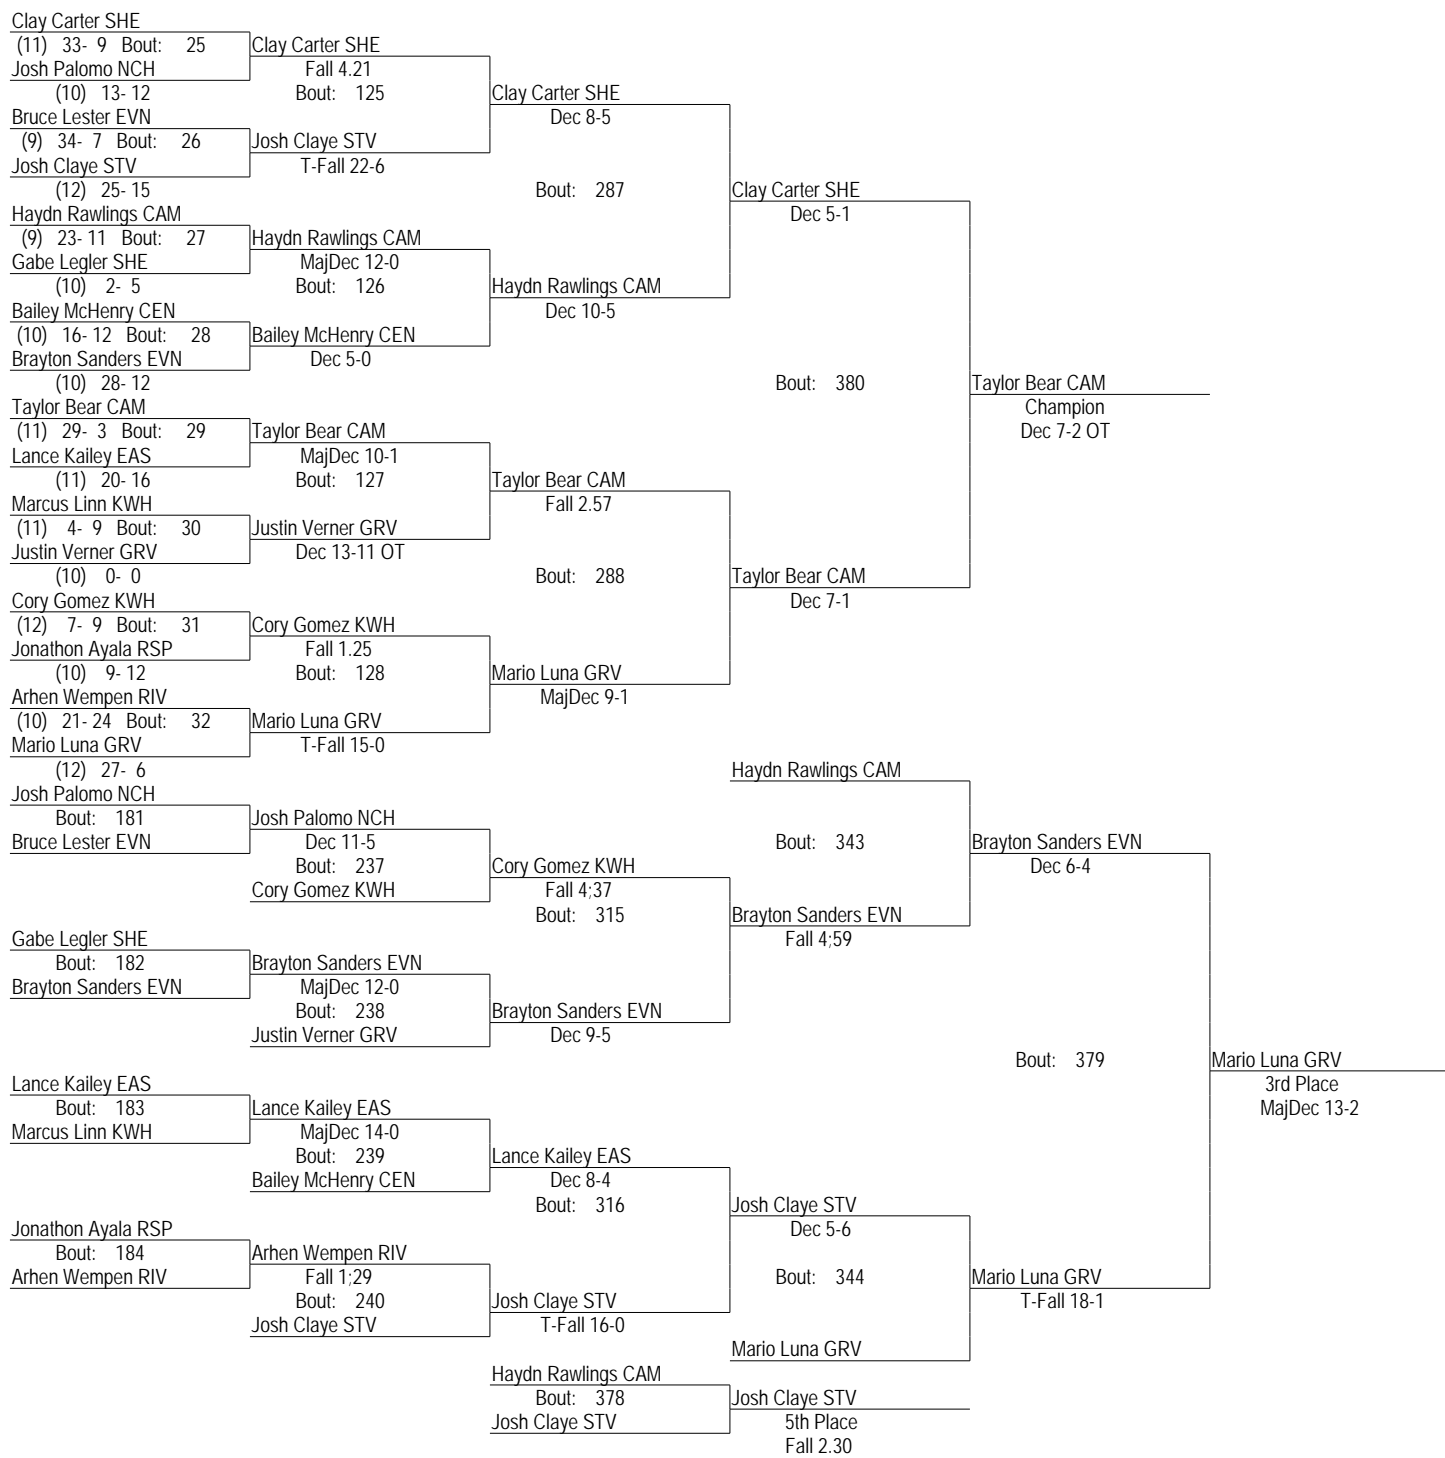 Clay Carter SHE
(11) 33- 9 Bout: 25 Clay Carter SHE
Josh Palomo NCH Fall 4.21
(10) 13- 12 Bout: 125 Clay Carter SHE
Bruce Lester EVN Dec 8-5
(9) 34- 7 Bout: 26 Josh Claye STV
Josh Claye STV T-Fall 22-6
(12) 25- 15 Bout: 287 Clay Carter SHE
Haydn Rawlings CAM Dec 5-1
(9) 23- 11 Bout: 27 Haydn Rawlings CAM
Gabe Legler SHE MajDec 12-0
(10) 2- 5 Bout: 126 Haydn Rawlings CAM
Bailey McHenry CEN Dec 10-5
(10) 16- 12 Bout: 28 Bailey McHenry CEN
Brayton Sanders EVN Dec 5-0
(10) 28- 12 Bout: 380 Taylor Bear CAM
Taylor Bear CAM Champion
(11) 29- 3 Bout: 29 Taylor Bear CAM Dec 7-2 OT
Lance Kailey EAS MajDec 10-1
(11) 20- 16 Bout: 127 Taylor Bear CAM
Marcus Linn KWH Fall 2.57
(11) 4- 9 Bout: 30 Justin Verner GRV
Justin Verner GRV Dec 13-11 OT
(10) 0- 0 Bout: 288 Taylor Bear CAM
Cory Gomez KWH Dec 7-1
(12) 7- 9 Bout: 31 Cory Gomez KWH
Jonathon Ayala RSP Fall 1.25
(10) 9- 12 Bout: 128 Mario Luna GRV
Arhen Wempen RIV MajDec 9-1
(10) 21- 24 Bout: 32 Mario Luna GRV
Mario Luna GRV T-Fall 15-0
(12) 27- 6 Haydn Rawlings CAM
Josh Palomo NCH
Bout: 181 Josh Palomo NCH
Bruce Lester EVN Dec 11-5 Bout: 343 Brayton Sanders EVN
Bout: 237 Cory Gomez KWH Dec 6-4
Cory Gomez KWH Fall 4;37
Bout: 315 Brayton Sanders EVN
Gabe Legler SHE Fall 4;59
Bout: 182 Brayton Sanders EVN
Brayton Sanders EVN MajDec 12-0
Bout: 238 Brayton Sanders EVN
Justin Verner GRV Dec 9-5
Bout: 379 Mario Luna GRV
Lance Kailey EAS 3rd Place
Bout: 183 Lance Kailey EAS MajDec 13-2
Marcus Linn KWH MajDec 14-0
Bout: 239 Lance Kailey EAS
Bailey McHenry CEN Dec 8-4
Bout: 316 Josh Claye STV
Jonathon Ayala RSP Dec 5-6
Bout: 184 Arhen Wempen RIV
Arhen Wempen RIV Fall 1;29 Bout: 344 Mario Luna GRV
Bout: 240 Josh Claye STV T-Fall 18-1
Josh Claye STV T-Fall 16-0
Mario Luna GRV
Haydn Rawlings CAM
Bout: 378 Josh Claye STV
Josh Claye STV 5th Place
Fall 2.30